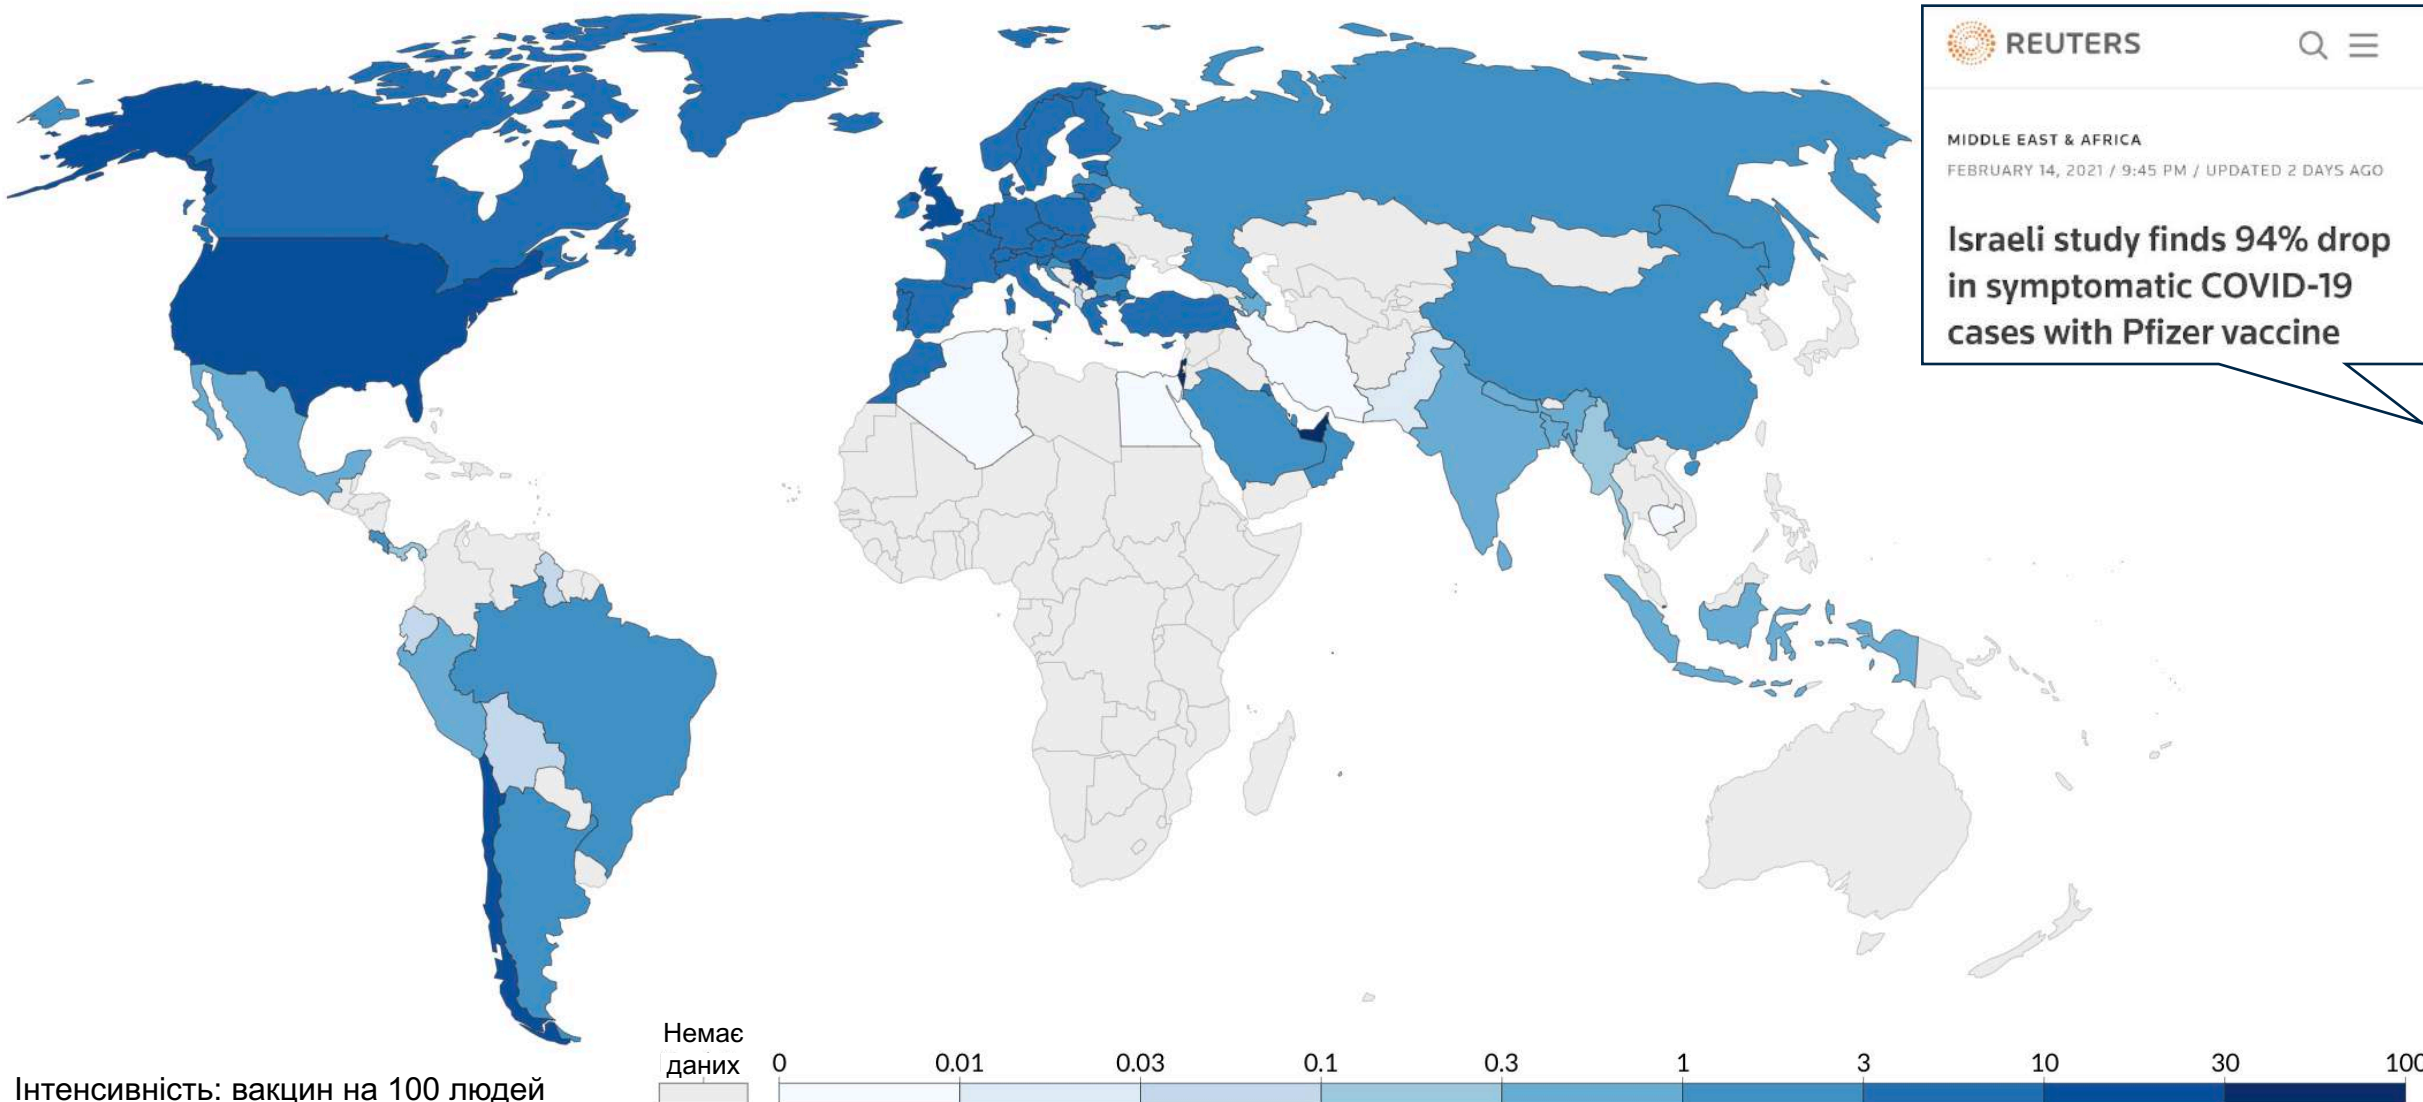 REUTERS
MIDDLE EAST & AFRICA
FEBRUARY 14, 2021 / 9:45 PM / UPDATED 2 DAYS AGO
Israeli study finds 94% drop
in symptomatic COVID-19
cases with Pfizer vaccine
Немає
даних
0 0.01 0.03 0.1 0.3 1 3 10 30 100
Інтенсивність: вакцин на 100 людей